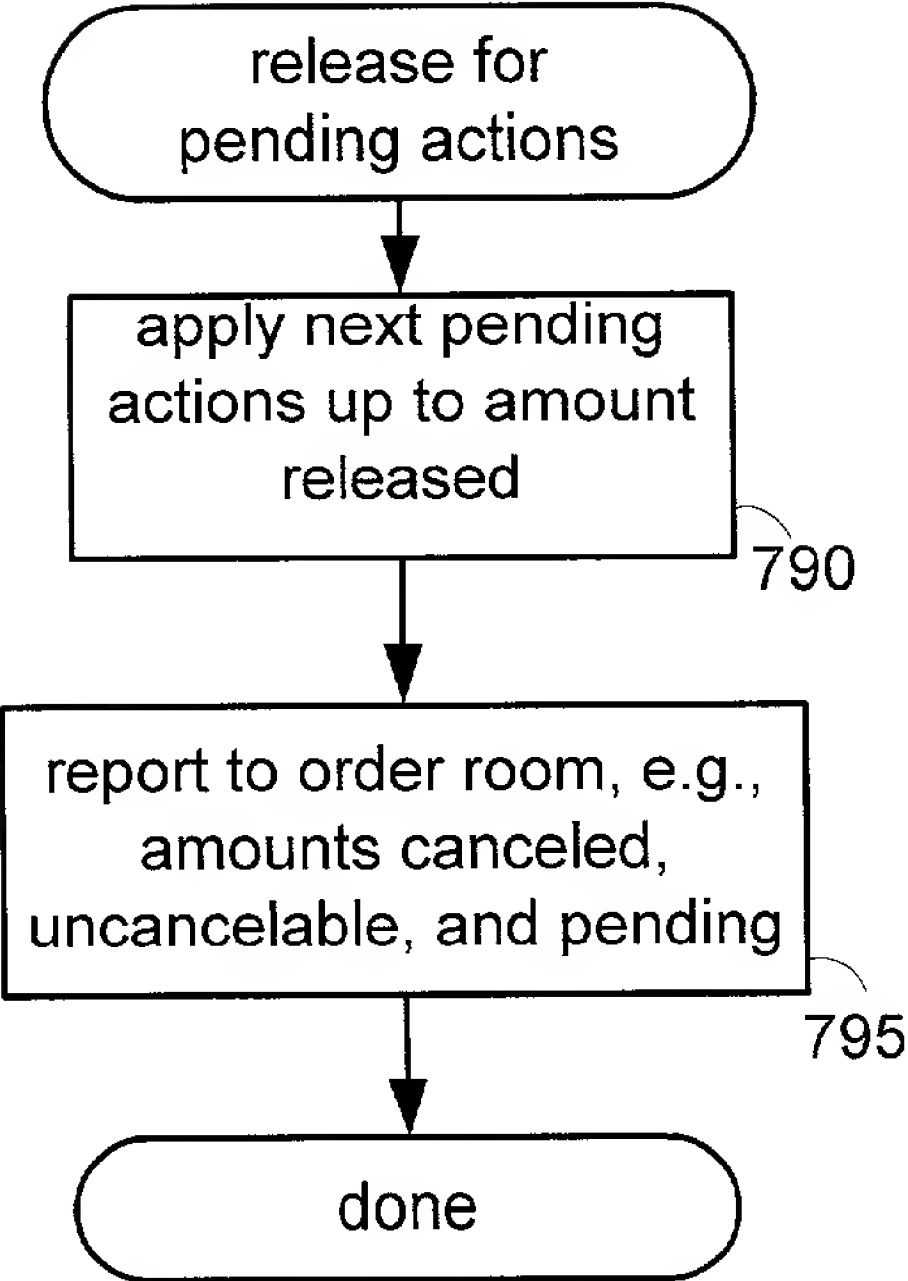 release for
pending actions
apply next pending
actions up to amount
released
790
report to order room, e.g.,
amounts canceled,
uncancelable, and pending
795
done